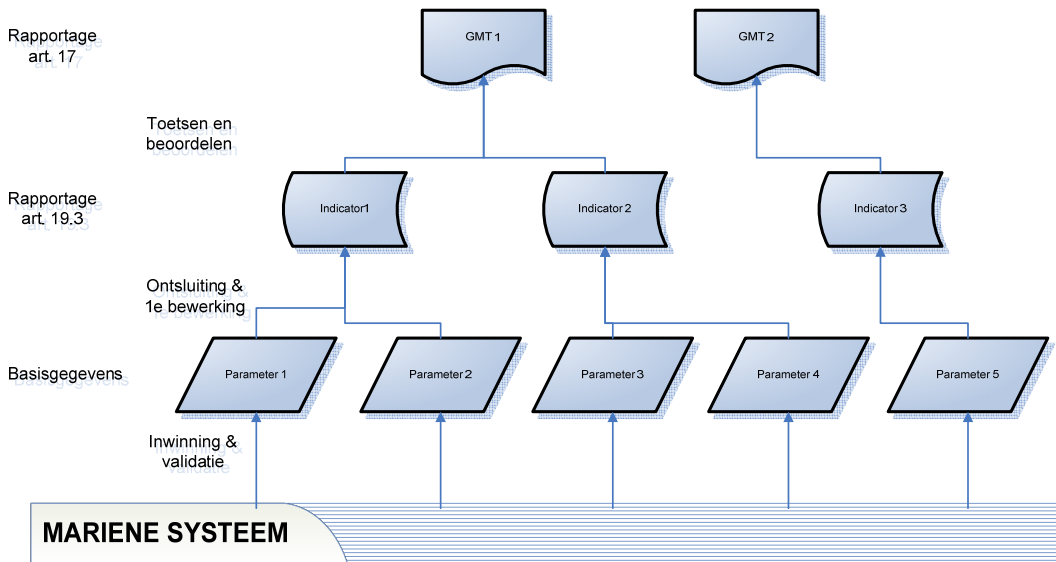 Rapportage
art. 17
GMT 1
GMT 2
Toetsen en
beoordelen
Rapportage
art. 19.3
Indicator1
Indicator 2
Indicator 3
Ontsluiting &
1e bewerking
Basisgegevens
Parameter 1
Parameter 2
Parameter 3
Parameter 4
Parameter 5
Inwinning &
validatie
MARIENE SYSTEEM